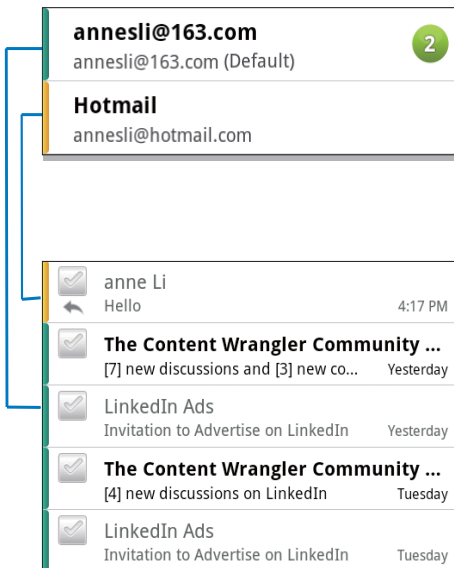 annesli@163.com
annesli@163.com (Default)
2
Hotmail
annesli@hotmail.com
anne Li
Hello
4:17 PM
The Content Wrangler Community ...
[7] new discussions and [3] new co... Yesterday
LinkedIn Ads
Invitation to Advertise on LinkedIn Yesterday
The Content Wrangler Community ...
[4] new discussions on LinkedIn Tuesday
LinkedIn Ads
Invitation to Advertise on LinkedIn Tuesday